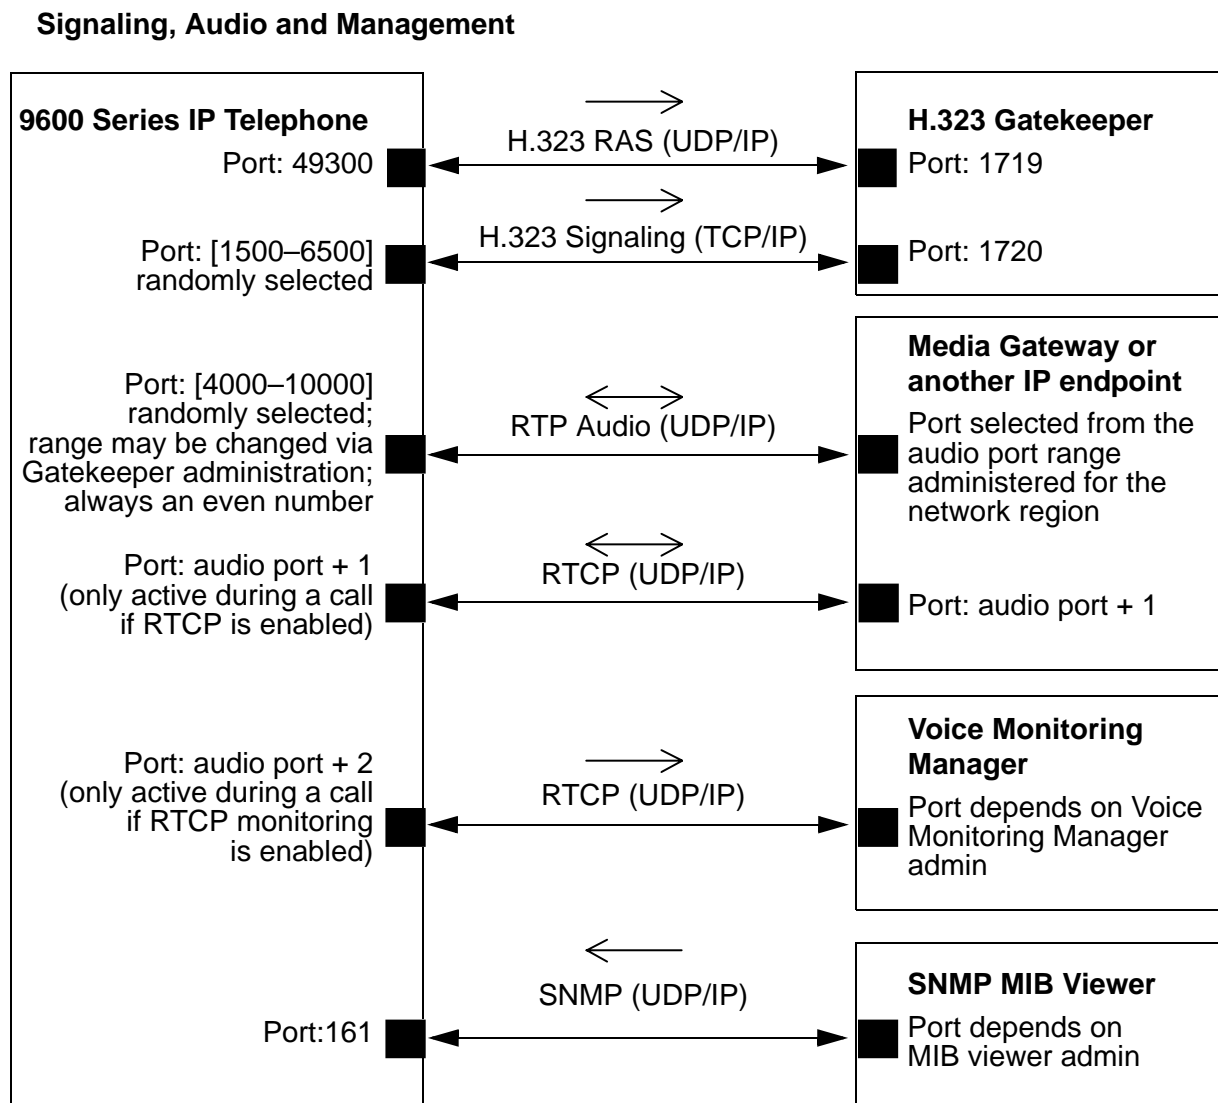 Signaling, Audio and Management
9600 Series IP Telephone
Port: 49300
Port: [1500–6500]
randomly selected
Port: [4000–10000]
randomly selected;
range may be changed via
Gatekeeper administration;
always an even number
Port: audio port + 1
(only active during a call
if RTCP is enabled)
Port: audio port + 2
(only active during a call
if RTCP monitoring
is enabled)
Port:161
H.323 RAS (UDP/IP)
H.323 Signaling (TCP/IP)
RTP Audio (UDP/IP)
RTCP (UDP/IP)
RTCP (UDP/IP)
SNMP (UDP/IP)
H.323 Gatekeeper
Port: 1719
Port: 1720
Media Gateway or
another IP endpoint
Port selected from the
audio port range
administered for the
network region
Port: audio port + 1
Voice Monitoring
Manager
Port depends on Voice
Monitoring Manager
admin
SNMP MIB Viewer
Port depends on
MIB viewer admin